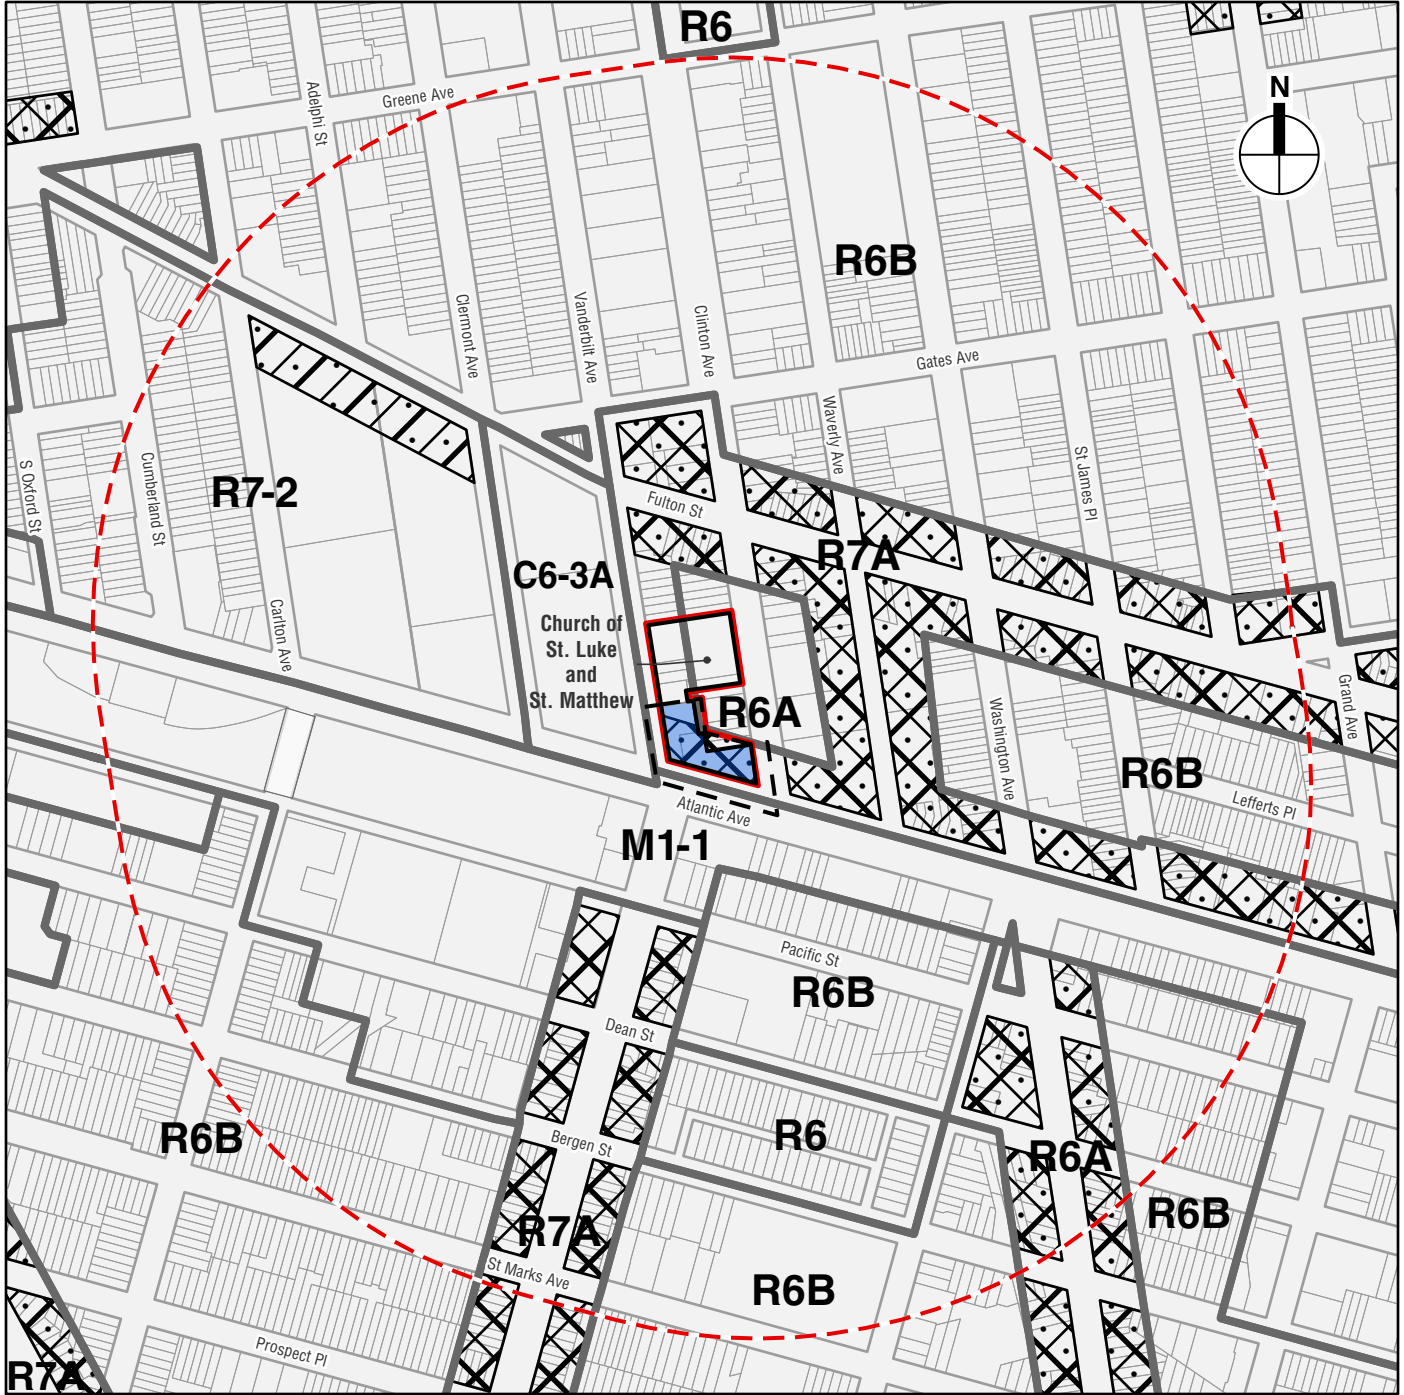 R6
N
Adelphi St
Greene Ave
R6B
Clermont Ave
Vanderbilt Ave
Clinton Ave
Gates Ave
Waverly Ave
St James Pl
S Oxford St
Cumberland St
R7-2
Fulton St
R7A
C6-3A
Church of
St. Luke
and
St. Matthew
Carlton Ave
R6A
Washington Ave
Grand Ave
R6B
Lefferts Pl
Atlantic Ave
M1-1
Pacific St
R6B
Dean St
R6B
Bergen St
R6
R6A
R6B
R7A
St Marks Ave
R6B
Prospect Pl
R7A